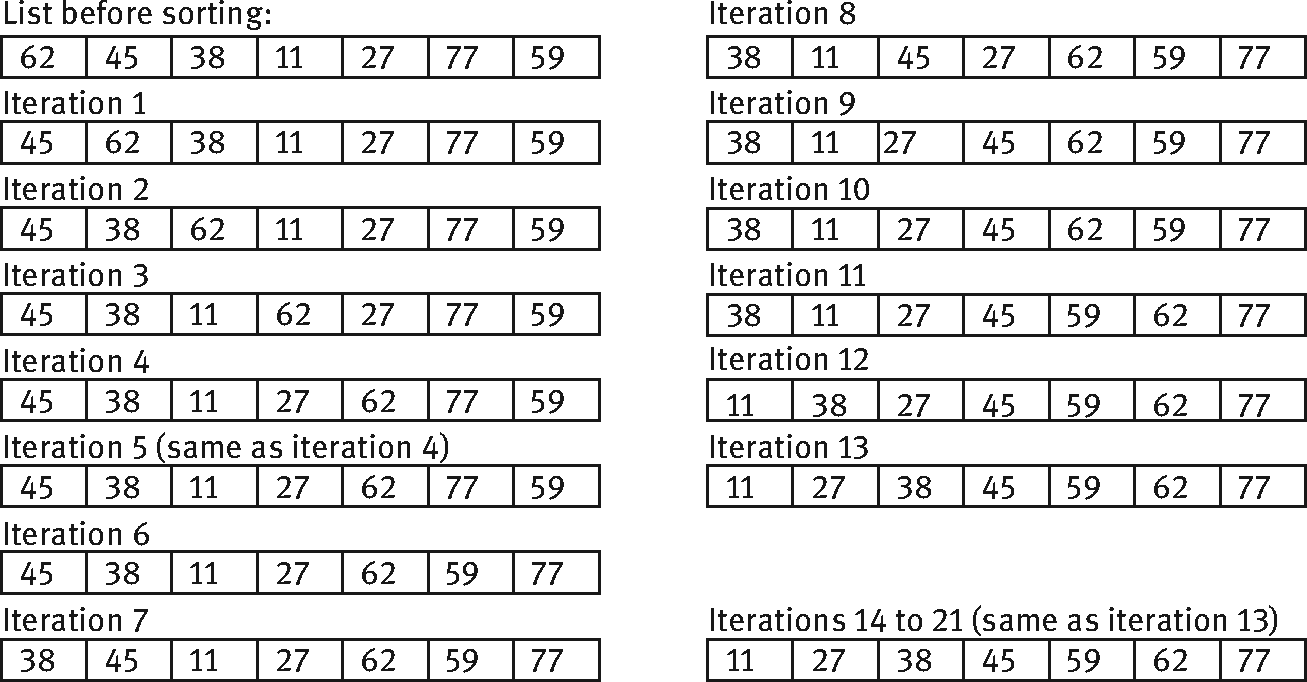 List before sorting:
62 45 38 11 27 77 59
Iteration 1
45 62 38 11 27 77 59
Iteration 2
45 38 62 11 27 77 59
Iteration 3
45 38 11 62 27 77 59
Iteration 4
45 38 11 27 62 77 59
Iteration 5 (same as iteration 4)
45 38 11 27 62 77 59
Iteration 6
45 38 11 27 62 59 77
Iteration 7
38 45 11 27 62 59 77
Iteration 8
38 11 45 27 62 59 77
Iteration 9
38 11 27 45 62 59 77
Iteration 10
38 11 27 45 62 59 77
Iteration 11
38 11 27 45 59 62 77
Iteration 12
11 38 27 45 59 62 77
Iteration 13
11 27 38 45 59 62 77
Iterations 14 to 21 (same as iteration 13)
11 27 38 45 59 62 77